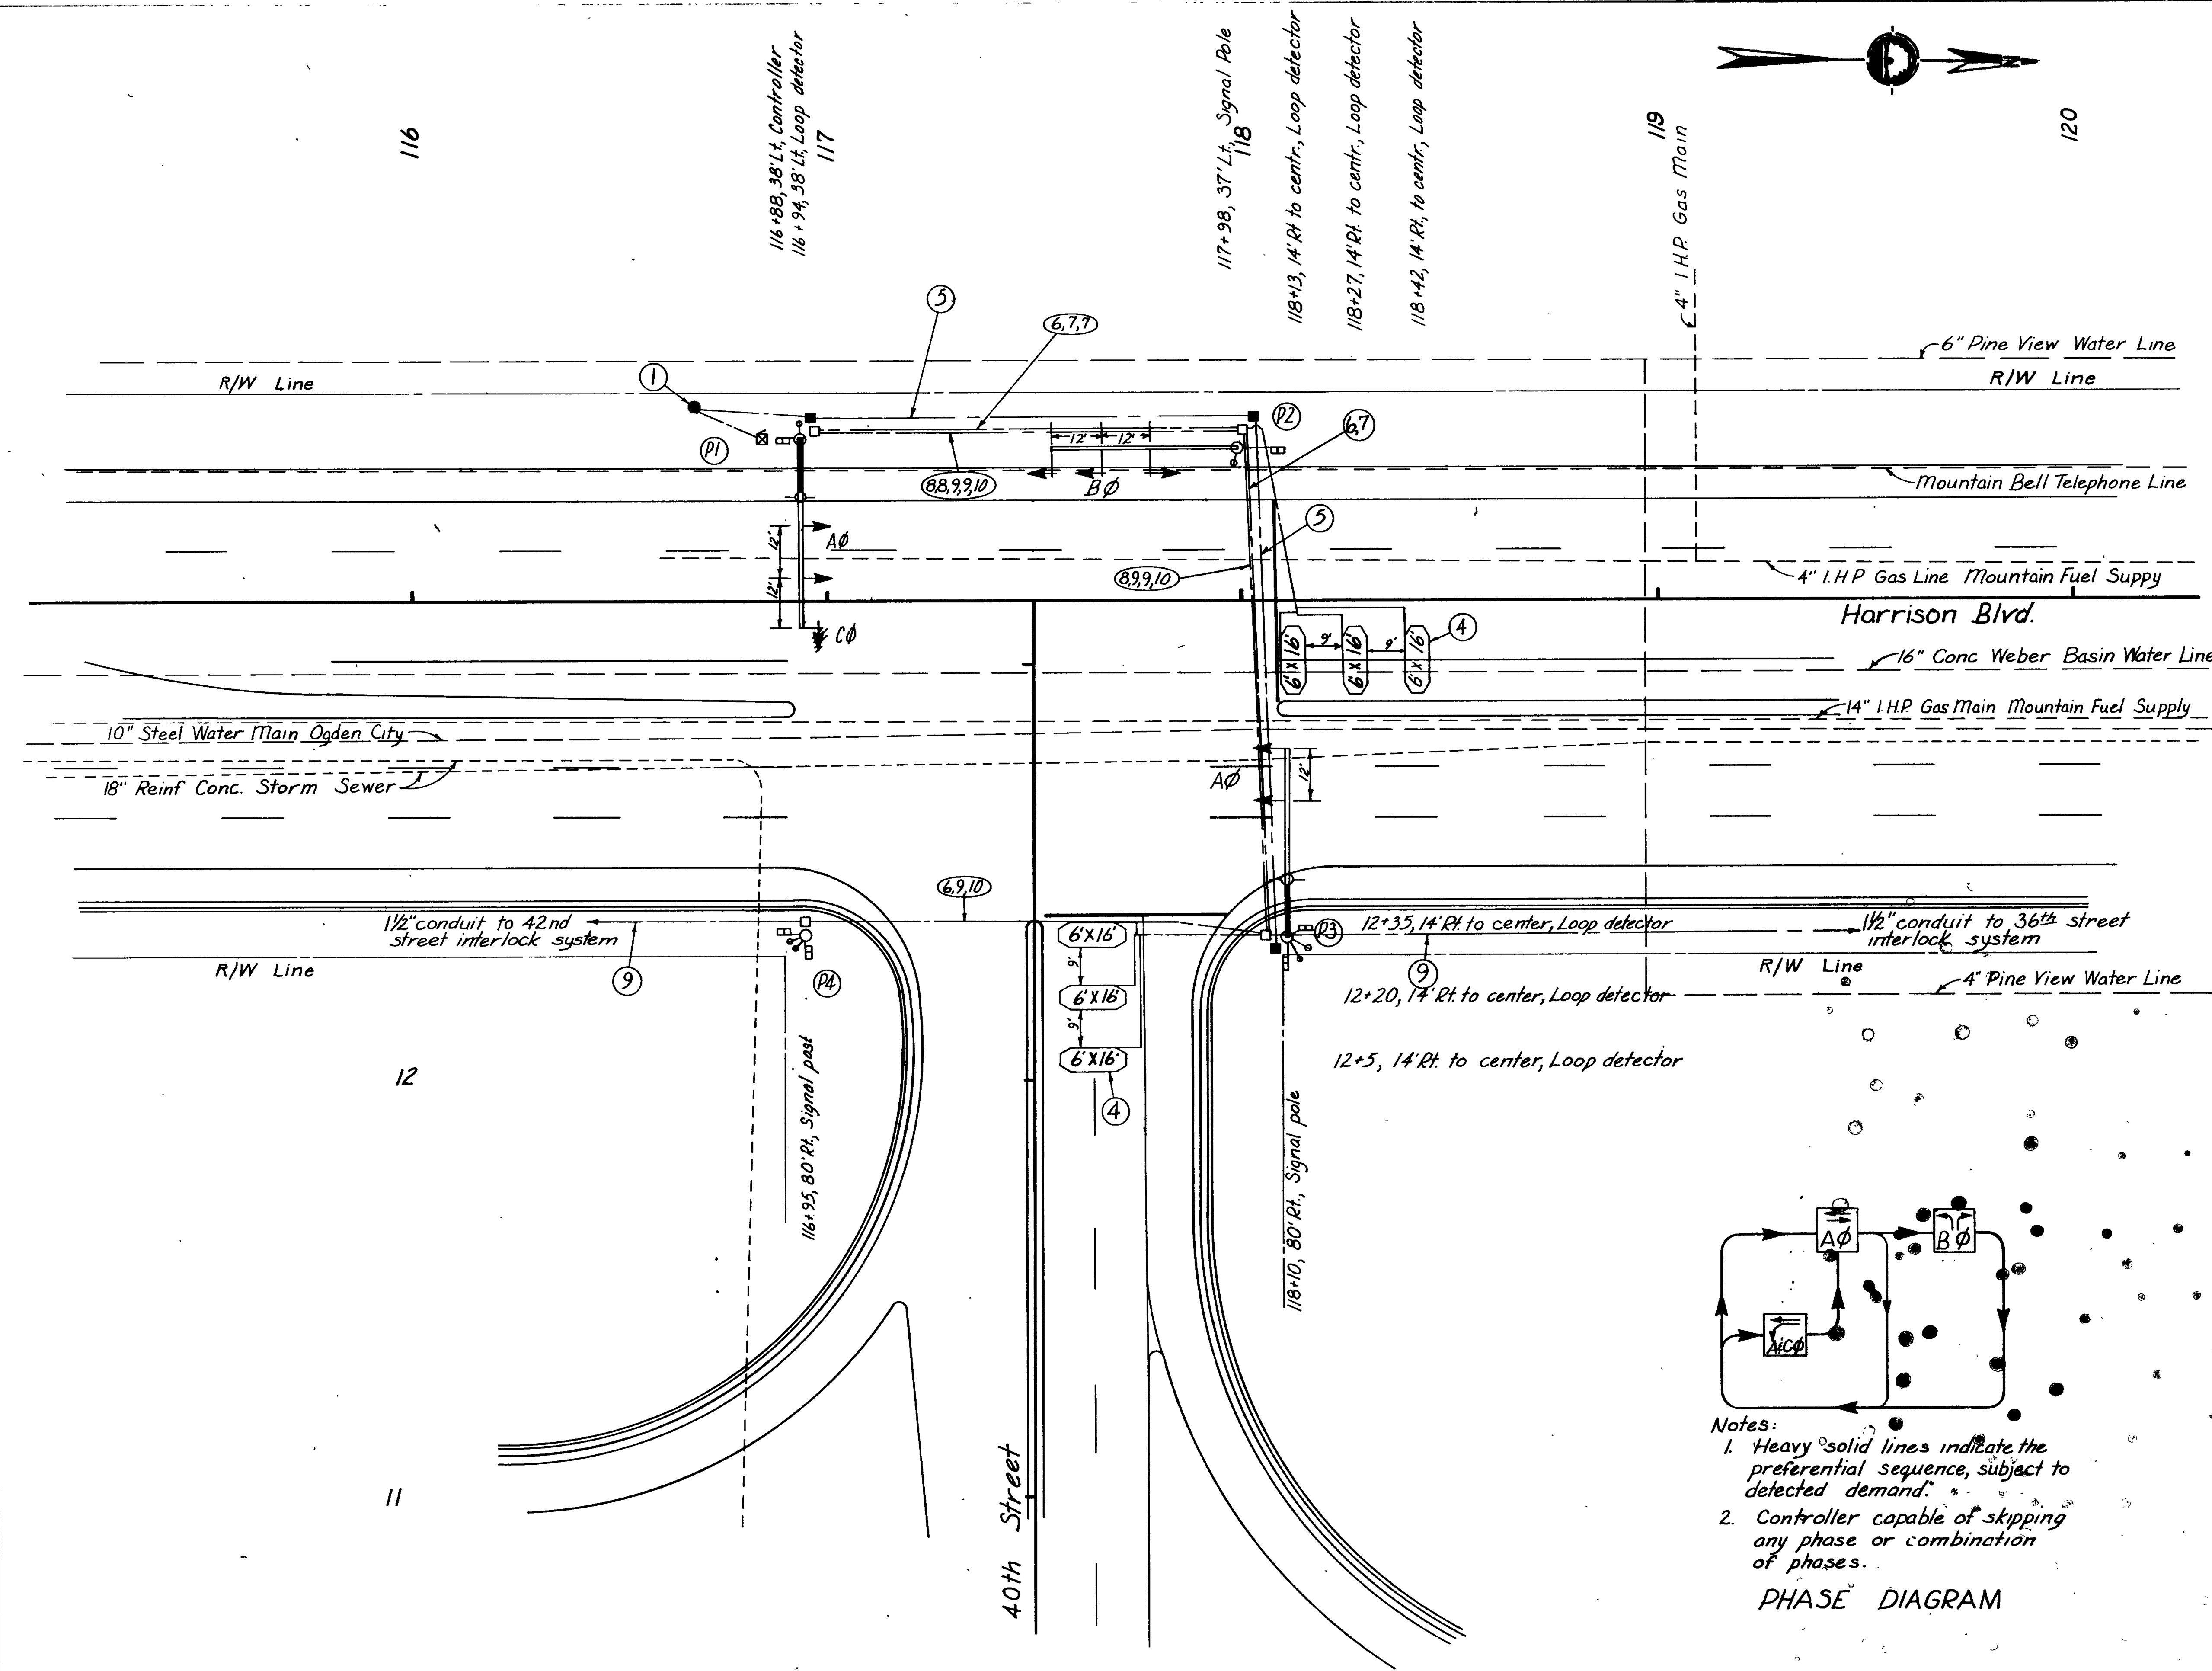 116
116+88, 38' Lt, Controller
116+94, 38' Lt, Loop detector
117
117+98, 37' Lt., Signal Pole
118
118+13, 14' Rt to centr., Loop detector
118+27, 14' Rt. to centr., Loop detector
118+42, 14' Rt, to centr., Loop detector
119
4" I.H.P. Gas Main
120
N
5
6,7,7
6" Pine View Water Line
R/W Line
R/W Line
1
P2
6,7
P1
12'
12'
8,8,9,9,10
BØ
Mountain Bell Telephone Line
5
12'
AØ
8,9,9,10
4" I.H.P Gas Line Mountain Fuel Suppy
12'
Harrison Blvd.
CØ
6' X 16'
9'
6' X 16'
9'
6' X 16'
4
16" Conc Weber Basin Water Line
14" I.H.P. Gas Main Mountain Fuel Supply
10" Steel Water Main Ogden City
18" Reinf Conc. Storm Sewer
AØ
12'
6,9,10
1½" conduit to 42nd
street interlock system
6'X16'
P3
12+35, 14' Rt. to center, Loop detector
1½" conduit to 36th street
interlock system
R/W Line
9
P4
9'
9
R/W Line
4" Pine View Water Line
6'X16'
12+20, 14' Rt. to center, Loop detector
9'
12
6'X16'
12+5, 14' Rt. to center, Loop detector
4
116+95, 80' Rt., Signal post
118+10, 80' Rt., Signal pole
11
40th Street
AØ
BØ
A&CØ
Notes:
1. Heavy solid lines indicate the
preferential sequence, subject to
detected demand.
2. Controller capable of skipping
any phase or combination
of phases.
PHASE DIAGRAM